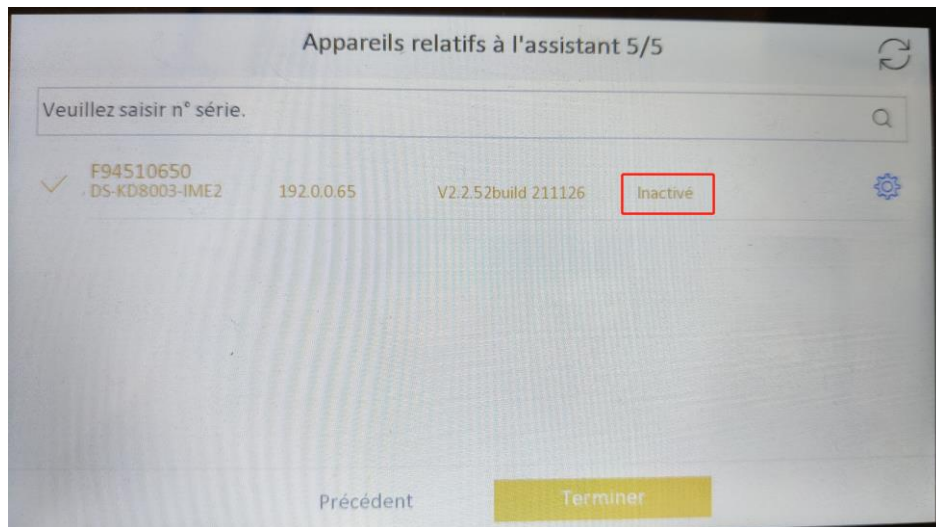 Appareils relatifs à l'assistant 5/5
Veuillez saisir n° série.
F94510650
DS-KD8003-IME2 192.0.0.65 V2.2.52build 211126 Inactivé
Précédent Terminer